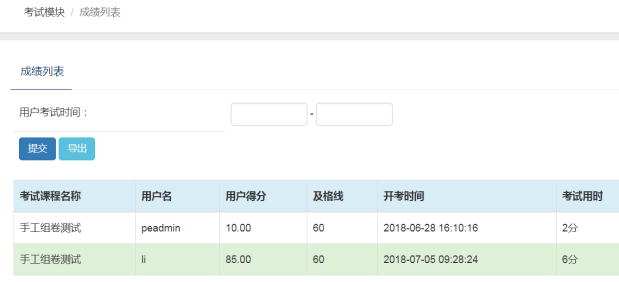 考试模块 / 成绩列表
成绩列表
用户考试时间： -
提交 导出
考试课程名称 用户名 用户得分 及格线 开考时间 考试用时
手工组卷测试 peadmin 10.00 60 2018-06-28 16:10:16 2分
手工组卷测试 li 85.00 60 2018-07-05 09:28:24 6分